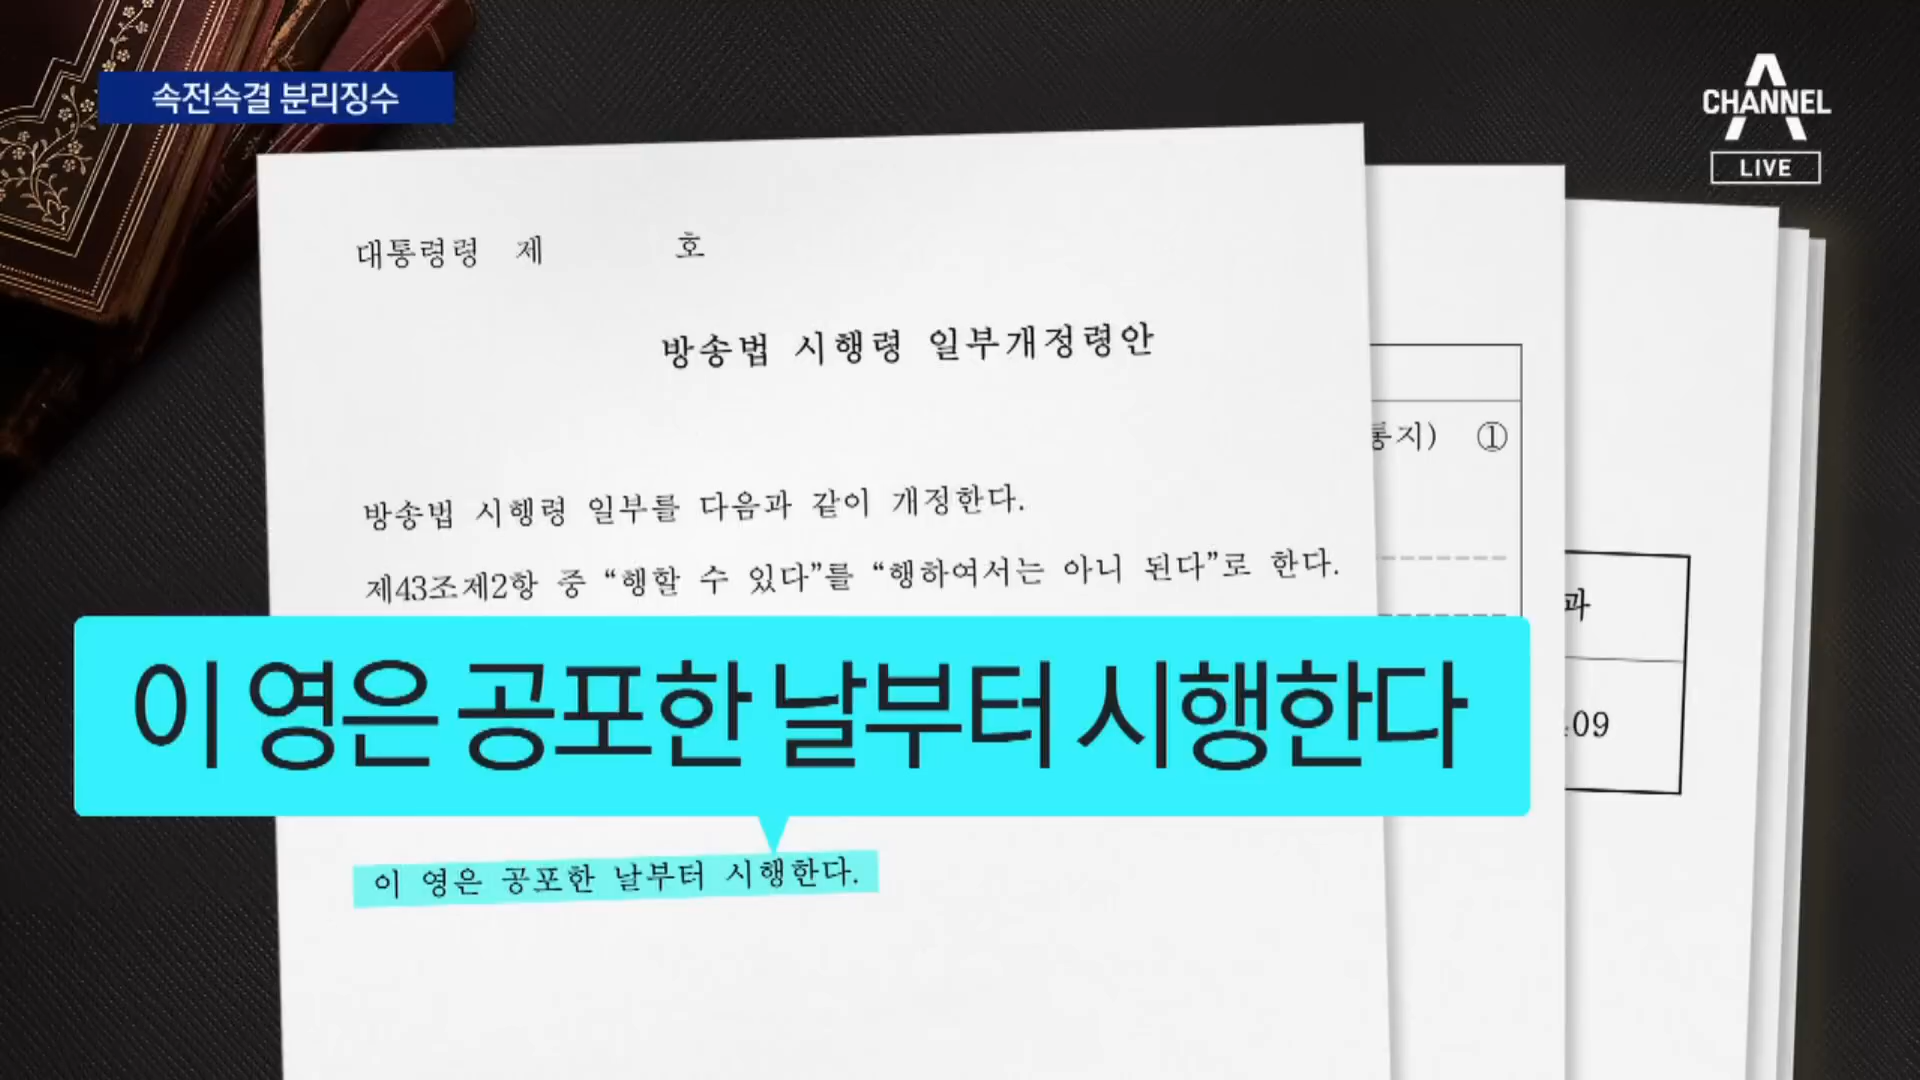 속전속결 분리징수
CHANNEL A
LIVE
대통령령 제 호
방송법 시행령 일부개정령안
방송법 시행령 일부를 다음과 같이 개정한다.
제43조제2항 중 “행할 수 있다”를 “행하여서는 아니 된다”로 한다.
이 영은 공포한 날부터 시행한다
이 영은 공포한 날부터 시행한다.
통지) ①
과
09